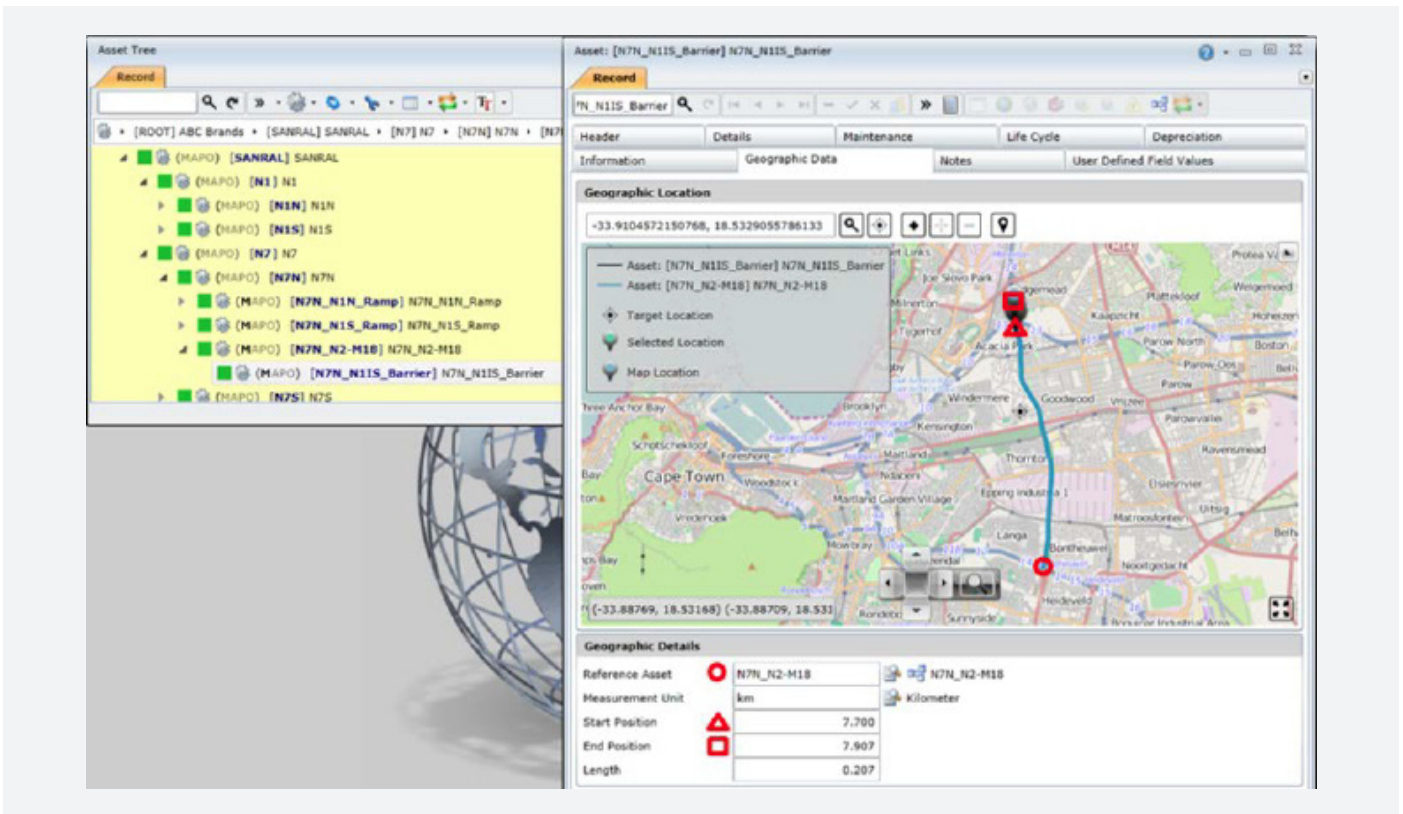 Asset Tree
Record
[ROOT] ABC Brands ▸ [SANRAL] SANRAL ▸ [N7] N7 ▸ [N7N] N7N ▸
(MAPO) [SANRAL] SANRAL
(MAPO) [N1] N1
(MAPO) [N1N] N1N
(MAPO) [N1S] N1S
(MAPO) [N7] N7
(MAPO) [N7N] N7N
(MAPO) [N7N_N1N_Ramp] N7N_N1N_Ramp
(MAPO) [N7N_N1S_Ramp] N7N_N1S_Ramp
(MAPO) [N7N_N2-M18] N7N_N2-M18
(MAPO) [N7N_N1IS_Barrier] N7N_N1IS_Barrier
(MAPO) [N7S] N7S
Asset: [N7N_N1IS_Barrier] N7N_N1IS_Barrier
Record
N_N1IS_Barrier
Header Details Maintenance Life Cycle Depreciation
Information Geographic Data Notes User Defined Field Values
Geographic Location
-33.9104572150768, 18.5329055786133
Asset: [N7N_N1IS_Barrier] N7N_N1IS_Barrier
Asset: [N7N_N2-M18] N7N_N2-M18
Target Location
Selected Location
Map Location
Joe Slovo Park
Plattekloof
Kaapzicht
Acacia Park
Parow North
Boston
Parow
Windermere
Goodwood
Vrijzee
Three Anchor Bay
Brooklyn
Kensington
Parowvallei
Schotschekloof
Foreshore
Maitland
Thornton
Ravensmead
Bay
Cape Town
Woodstock
Ndabeni
Elsiesrivier
Maitland Garden Village
Epping Industria 1
Uitsig
Vredehoek
Matroosfontein
Langa
Mowbray
Bontheuwel
Nooitgedacht
Heideveld
Sunnyside
(-33.88769, 18.53168) (-33.88709, 18.531
Geographic Details
Reference Asset N7N_N2-M18 N7N_N2-M18
Measurement Unit km Kilometer
Start Position 7.700
End Position 7.907
Length 0.207